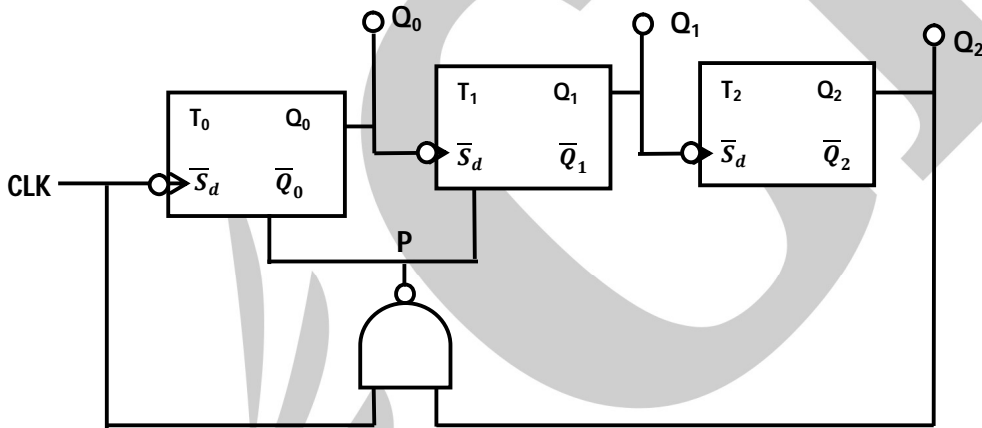 Q₀
Q₁
Q₂
T₀ Q₀
S̅d Q̅₀
T₁ Q₁
S̅d Q̅₁
T₂ Q₂
S̅d Q̅₂
CLK
P